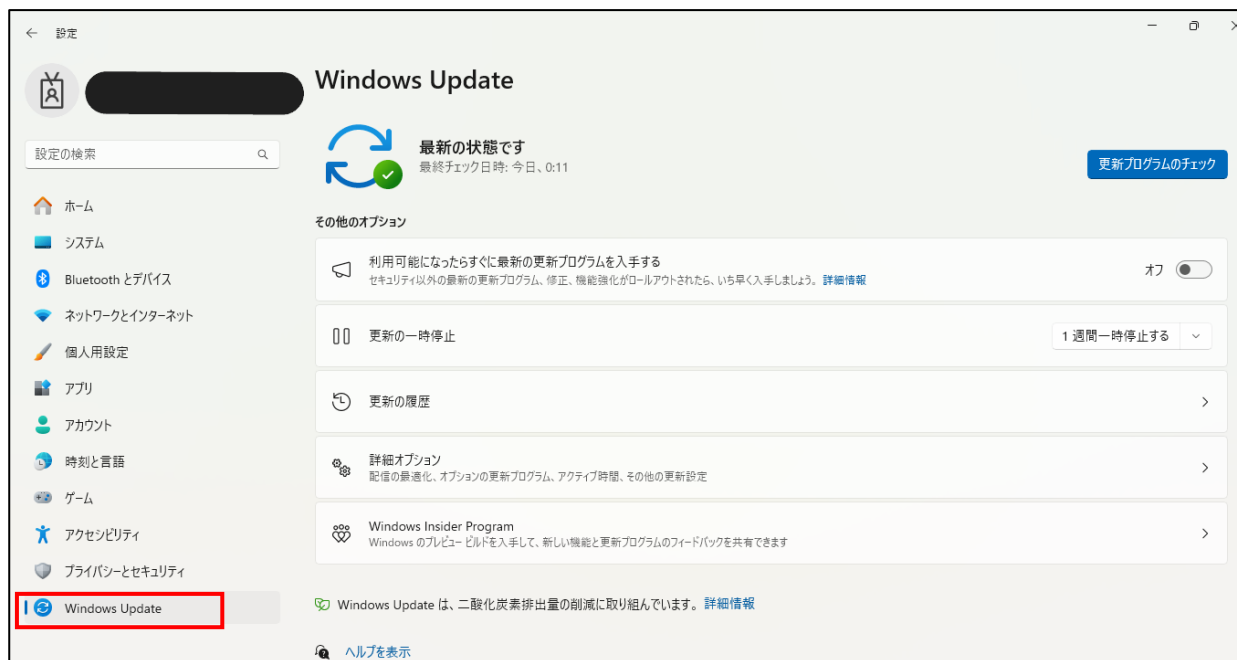 設定
Windows Update
設定の検索
最新の状態です
最終チェック日時: 今日、0:11
更新プログラムのチェック
ホーム
システム
Bluetooth とデバイス
ネットワークとインターネット
個人用設定
アプリ
アカウント
時刻と言語
ゲーム
アクセシビリティ
プライバシーとセキュリティ
Windows Update
その他のオプション
利用可能になったらすぐに最新の更新プログラムを入手する
セキュリティ以外の最新の更新プログラム、修正、機能強化がロールアウトされたら、いち早く入手しましょう。 詳細情報
オフ
更新の一時停止
1 週間一時停止する
更新の履歴
詳細オプション
配信の最適化、オプションの更新プログラム、アクティブ時間、その他の更新設定
Windows Insider Program
Windows のプレビュー ビルドを入手して、新しい機能と更新プログラムのフィードバックを共有できます
Windows Update は、二酸化炭素排出量の削減に取り組んでいます。 詳細情報
ヘルプを表示